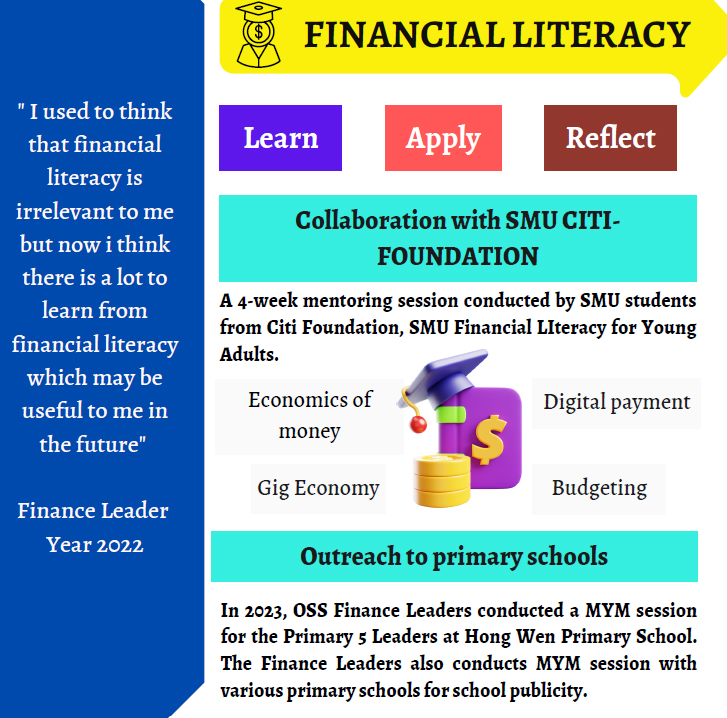 FINANCIAL LITERACY
Learn
Apply
Reflect
" I used to think
that financial
literacy is
irrelevant to me
but now i think
there is a lot to
learn from
financial literacy
which may be
useful to me in
the future"
Finance Leader
Year 2022
Collaboration with SMU CITI-
FOUNDATION
A 4-week mentoring session conducted by SMU students
from Citi Foundation, SMU Financial LIteracy for Young
Adults.
Economics of
money
Digital payment
Gig Economy
Budgeting
Outreach to primary schools
In 2023, OSS Finance Leaders conducted a MYM session
for the Primary 5 Leaders at Hong Wen Primary School.
The Finance Leaders also conducts MYM session with
various primary schools for school publicity.